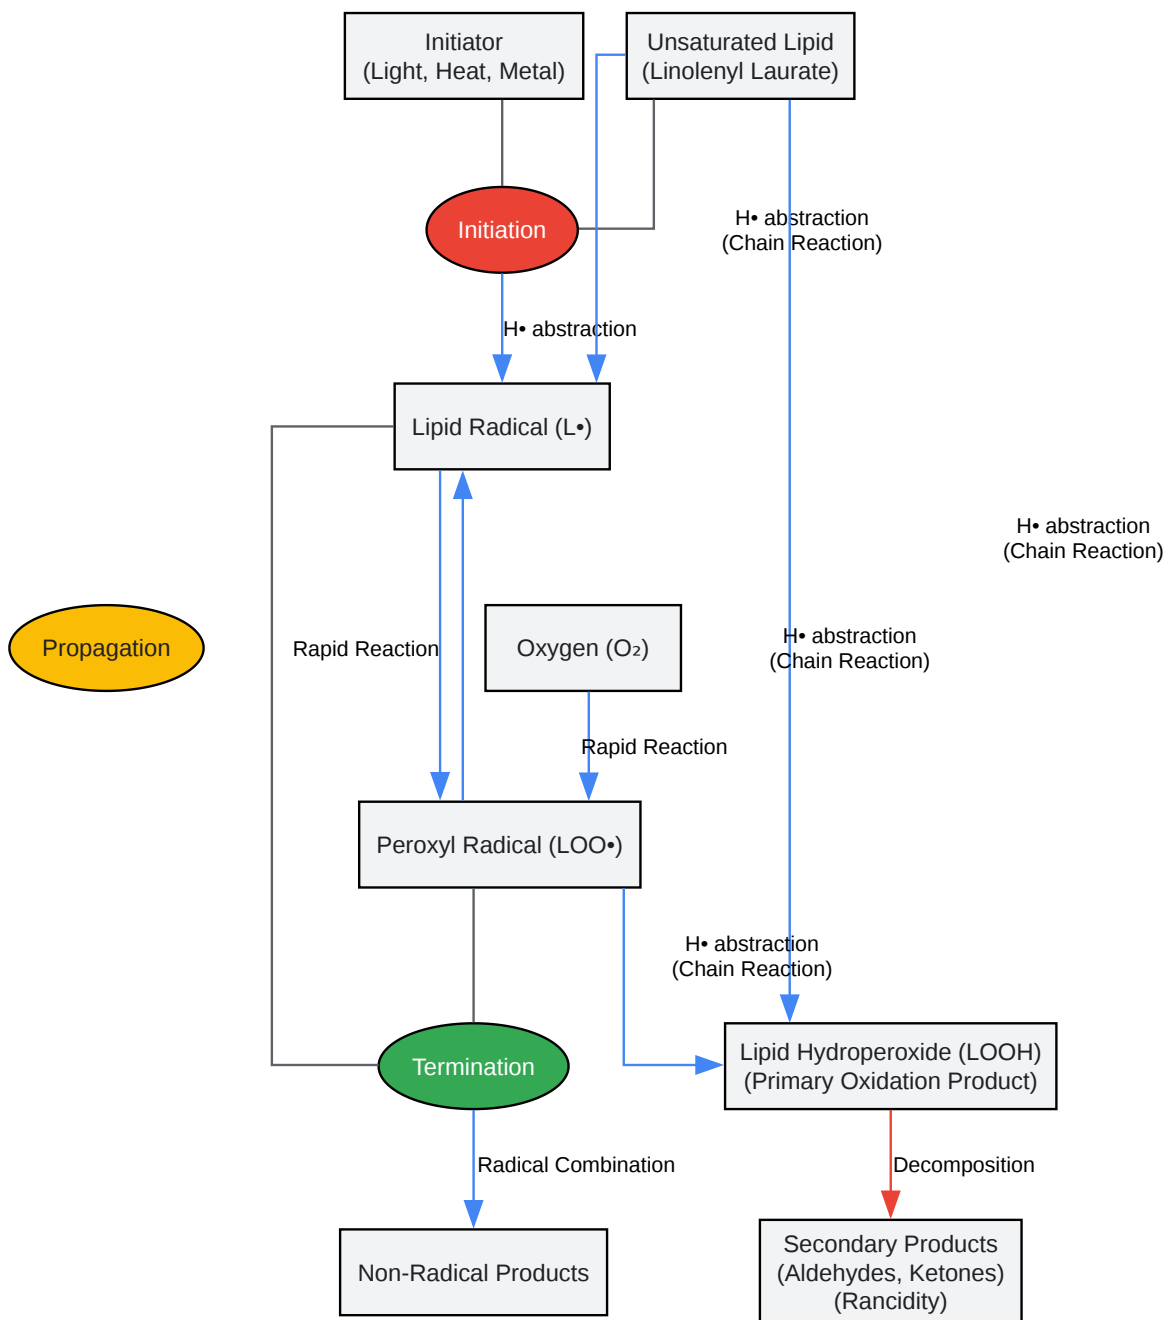 Initiator
(Light, Heat, Metal)
Unsaturated Lipid
(Linolenyl Laurate)
Initiation
H• abstraction
(Chain Reaction)
H• abstraction
Lipid Radical (L•)
H• abstraction
(Chain Reaction)
Propagation
Rapid Reaction
Oxygen (O₂)
H• abstraction
(Chain Reaction)
Rapid Reaction
Peroxyl Radical (LOO•)
H• abstraction
(Chain Reaction)
Termination
Lipid Hydroperoxide (LOOH)
(Primary Oxidation Product)
Radical Combination
Decomposition
Non-Radical Products
Secondary Products
(Aldehydes, Ketones)
(Rancidity)